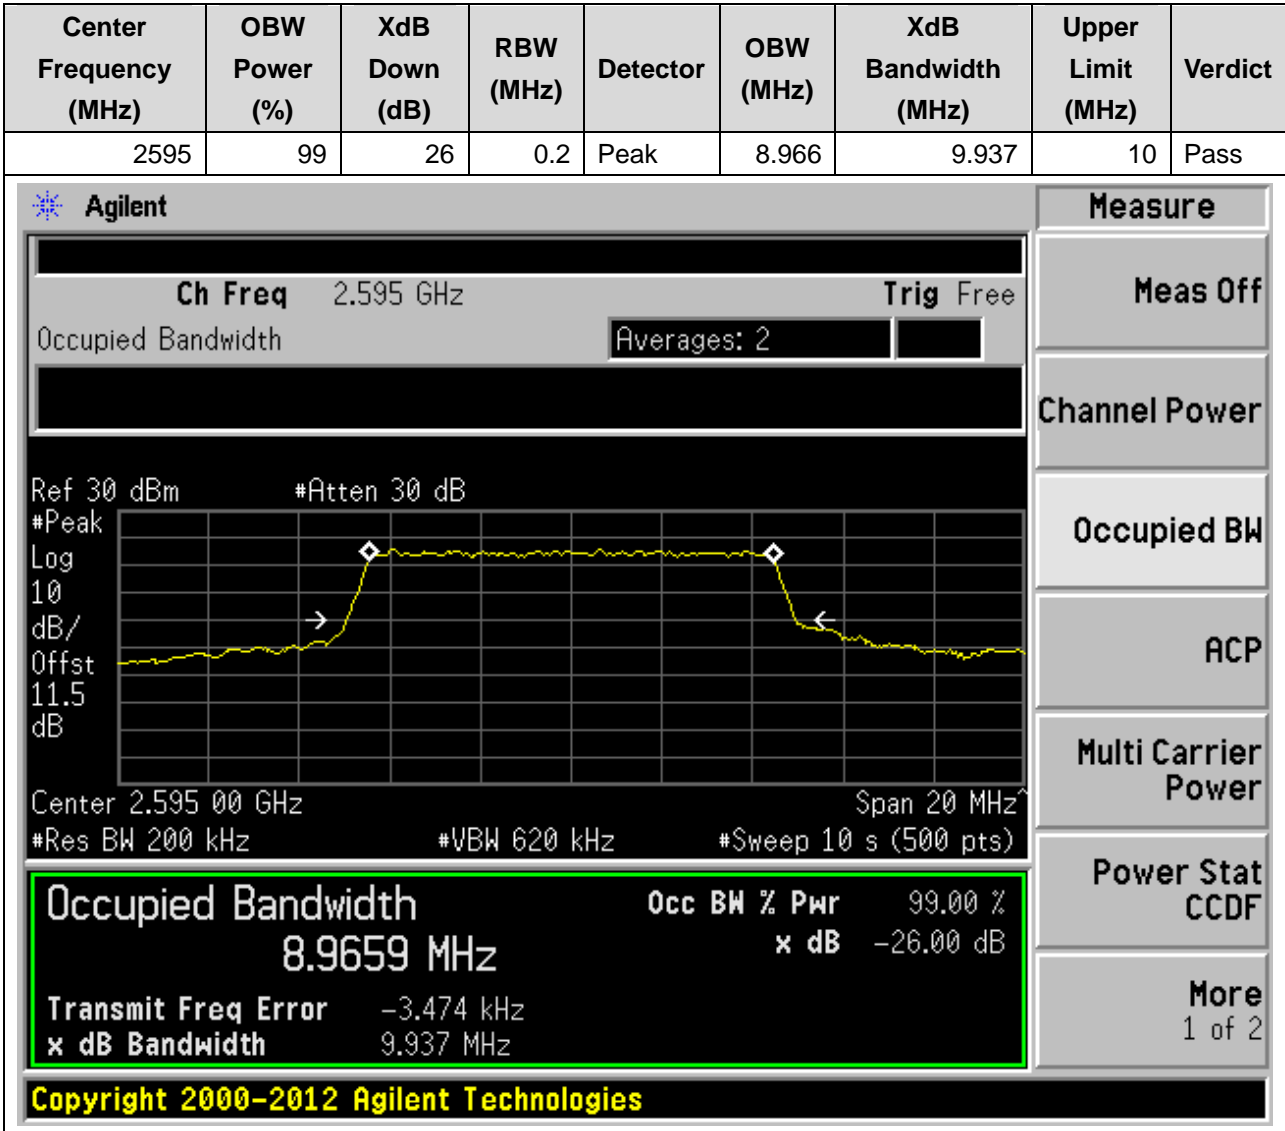 Center Frequency (MHz) OBW Power (%) XdB Down (dB) RBW (MHz) Detector OBW (MHz) XdB Bandwidth (MHz) Upper Limit (MHz) Verdict
2595 99 26 0.2 Peak 8.966 9.937 10 Pass
Agilent
Measure
Ch Freq 2.595 GHz Trig Free
Meas Off
Occupied Bandwidth Averages: 2
Channel Power
Ref 30 dBm #Atten 30 dB
#Peak
Log
10
dB/
Offst
11.5
dB
Occupied BW
ACP
Multi Carrier
Power
Center 2.595 00 GHz Span 20 MHz^
#Res BW 200 kHz #VBW 620 kHz #Sweep 10 s (500 pts)
Power Stat
CCDF
Occupied Bandwidth Occ BW % Pwr 99.00 %
8.9659 MHz x dB -26.00 dB
Transmit Freq Error -3.474 kHz
x dB Bandwidth 9.937 MHz
More
1 of 2
Copyright 2000-2012 Agilent Technologies